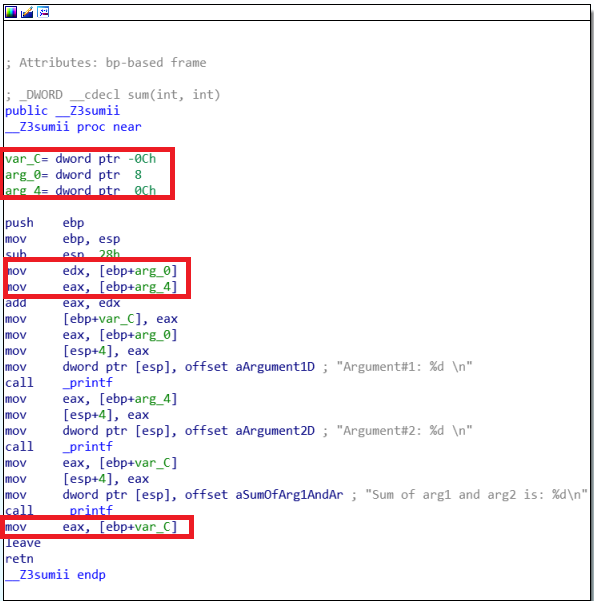 ; Attributes: bp-based frame
; _DWORD __cdecl sum(int, int)
public __Z3sumii
__Z3sumii proc near
var_C= dword ptr -0Ch
arg_0= dword ptr  8
arg_4= dword ptr  0Ch
push    ebp
mov     ebp, esp
sub     esp, 28h
mov     edx, [ebp+arg_0]
mov     eax, [ebp+arg_4]
add     eax, edx
mov     [ebp+var_C], eax
mov     eax, [ebp+arg_0]
mov     [esp+4], eax
mov     dword ptr [esp], offset aArgument1D ; "Argument#1: %d \n"
call    _printf
mov     eax, [ebp+arg_4]
mov     [esp+4], eax
mov     dword ptr [esp], offset aArgument2D ; "Argument#2: %d \n"
call    _printf
mov     eax, [ebp+var_C]
mov     [esp+4], eax
mov     dword ptr [esp], offset aSumOfArg1AndAr ; "Sum of arg1 and arg2 is: %d\n"
call    _printf
mov     eax, [ebp+var_C]
leave
retn
__Z3sumii endp